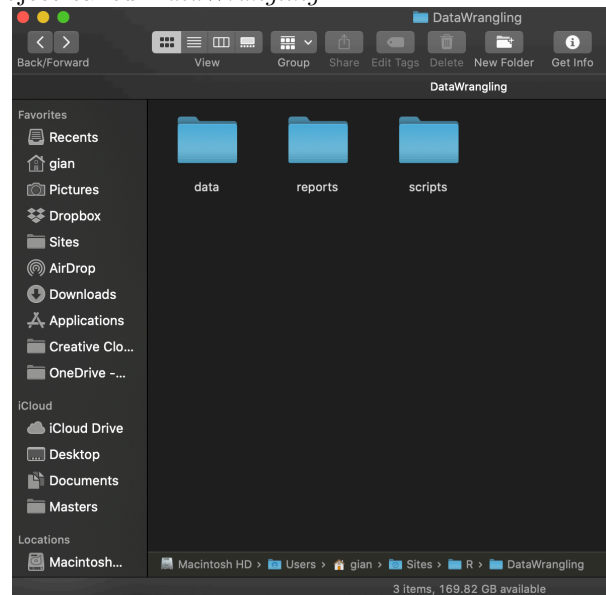 DataWrangling
Back/Forward View Group Share Edit Tags Delete New Folder Get Info
DataWrangling
Favorites
Recents
gian
Pictures
Dropbox
Sites
AirDrop
Downloads
Applications
Creative Clo...
OneDrive -...
iCloud
iCloud Drive
Desktop
Documents
Masters
Locations
Macintosh...
data reports scripts
Macintosh HD › Users › gian › Sites › R › DataWrangling
3 items, 169.82 GB available